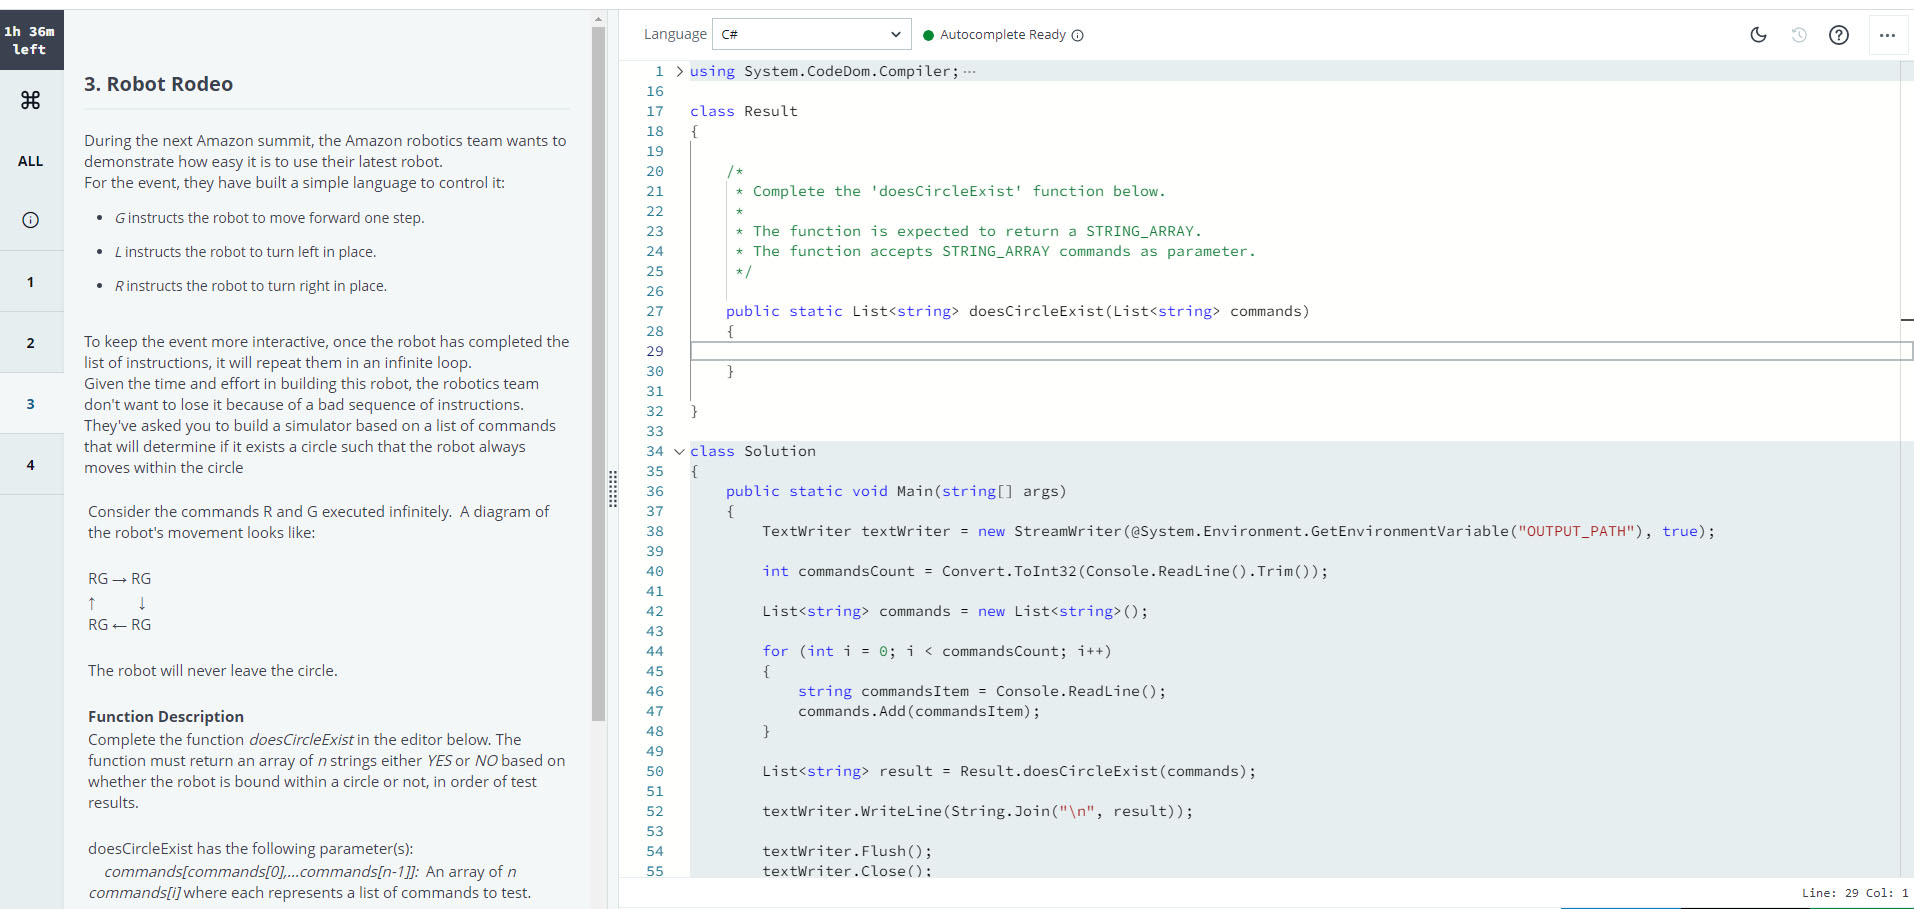 1h 36m
left
ALL
1
2
3
4
3. Robot Rodeo
During the next Amazon summit, the Amazon robotics team wants to
demonstrate how easy it is to use their latest robot.
For the event, they have built a simple language to control it:
• G instructs the robot to move forward one step.
• L instructs the robot to turn left in place.
• R instructs the robot to turn right in place.
To keep the event more interactive, once the robot has completed the
list of instructions, it will repeat them in an infinite loop.
Given the time and effort in building this robot, the robotics team
don't want to lose it because of a bad sequence of instructions.
They've asked you to build a simulator based on a list of commands
that will determine if it exists a circle such that the robot always
moves within the circle
Consider the commands R and G executed infinitely.  A diagram of
the robot's movement looks like:
RG → RG
↑ ↓
RG ← RG
The robot will never leave the circle.
Function Description
Complete the function doesCircleExist in the editor below. The
function must return an array of n strings either YES or NO based on
whether the robot is bound within a circle or not, in order of test
results.
doesCircleExist has the following parameter(s):
commands[commands[0],...commands[n-1]]:  An array of n
commands[i] where each represents a list of commands to test.
Language C# Autocomplete Ready
1 using System.CodeDom.Compiler; ···
16
17 class Result
18 {
19
20     /*
21      * Complete the 'doesCircleExist' function below.
22      *
23      * The function is expected to return a STRING_ARRAY.
24      * The function accepts STRING_ARRAY commands as parameter.
25      */
26
27     public static List<string> doesCircleExist(List<string> commands)
28     {
29
30     }
31
32 }
33
34 class Solution
35 {
36     public static void Main(string[] args)
37     {
38         TextWriter textWriter = new StreamWriter(@System.Environment.GetEnvironmentVariable("OUTPUT_PATH"), true);
39
40         int commandsCount = Convert.ToInt32(Console.ReadLine().Trim());
41
42         List<string> commands = new List<string>();
43
44         for (int i = 0; i < commandsCount; i++)
45         {
46             string commandsItem = Console.ReadLine();
47             commands.Add(commandsItem);
48         }
49
50         List<string> result = Result.doesCircleExist(commands);
51
52         textWriter.WriteLine(String.Join("\n", result));
53
54         textWriter.Flush();
55         textWriter.Close();
Line: 29 Col: 1